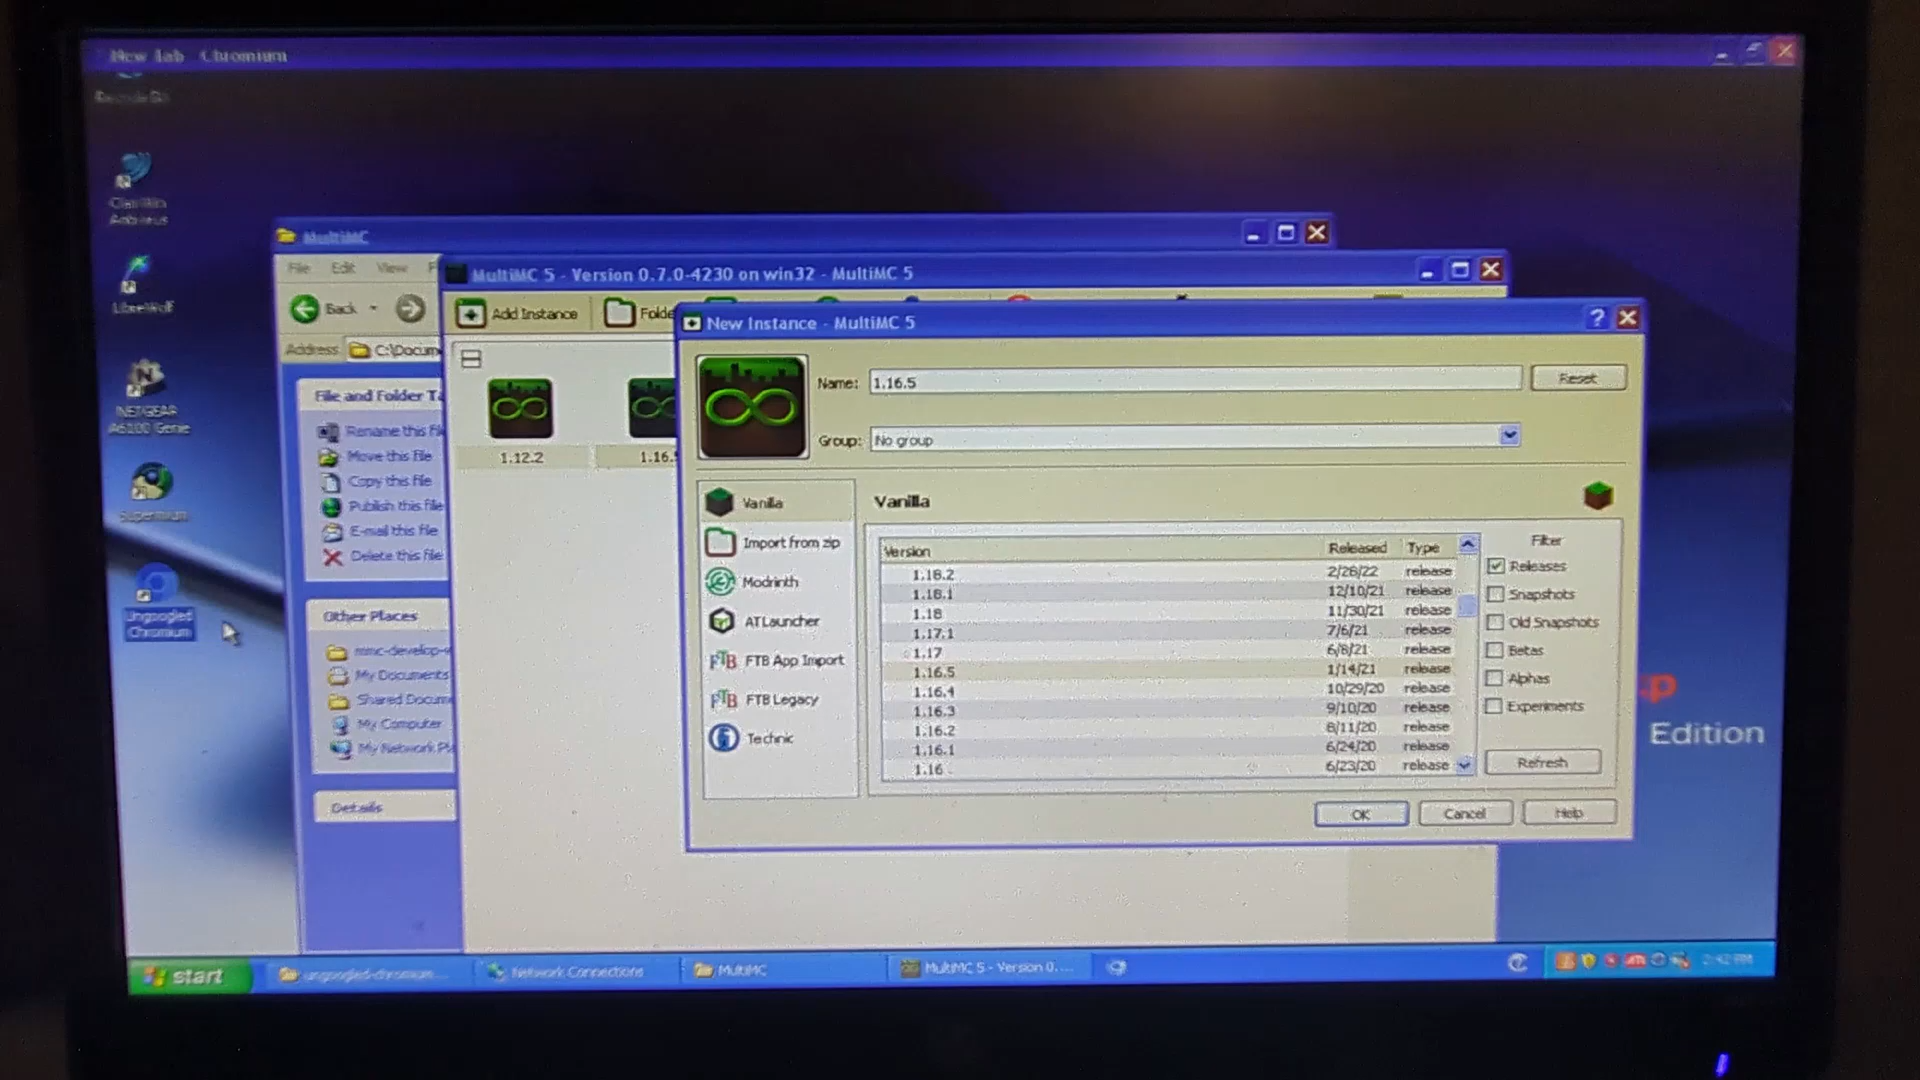 New Tab Chromium
Recycle Bin
ClamWin
Antivirus
LibreWolf
NETGEAR
A6100 Genie
Supermium
Ungoogled
Chromium
MultiMC
File Edit View
Back
Address C:\Docum
File and Folder Ta
Rename this fil
Move this file
Copy this file
Publish this file
E-mail this file
Delete this file
Other Places
mmc-develop-w
My Documents
Shared Docum
My Computer
My Network Pl
Details
MultiMC 5 - Version 0.7.0-4230 on win32 - MultiMC 5
Add Instance Folde
1.12.2 1.16.5
New Instance - MultiMC 5
Name: 1.16.5 Reset
Group: No group
Vanilla
Import from zip
Modrinth
ATLauncher
FTB App Import
FTB Legacy
Technic
Vanilla
Version Released Type
1.18.2 2/28/22 release
1.18.1 12/10/21 release
1.18 11/30/21 release
1.17.1 7/6/21 release
1.17 6/8/21 release
1.16.5 1/14/21 release
1.16.4 10/29/20 release
1.16.3 9/10/20 release
1.16.2 8/11/20 release
1.16.1 6/24/20 release
1.16 6/23/20 release
Filter
Releases
Snapshots
Old Snapshots
Betas
Alphas
Experiments
Refresh
OK Cancel Help
xp
Edition
start ungoogled-chromium... Network Connections MultiMC MultiMC 5 - Version 0.... 2:42 PM